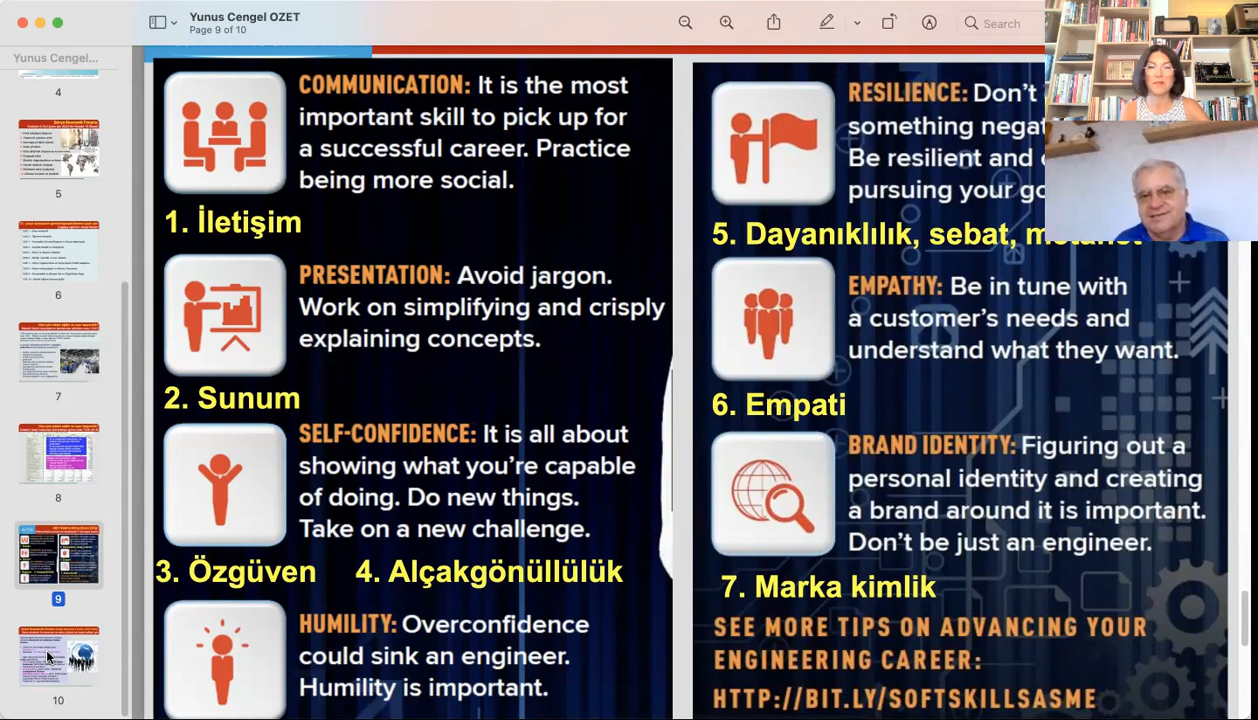 Yunus Cengel OZET
Page 9 of 10
Search
Yunus Cengel...
4
5
6
7
8
9
10
COMMUNICATION: It is the most
important skill to pick up for
a successful career. Practice
being more social.
1. İletişim
PRESENTATION: Avoid jargon.
Work on simplifying and crisply
explaining concepts.
2. Sunum
SELF-CONFIDENCE: It is all about
showing what you're capable
of doing. Do new things.
Take on a new challenge.
3. Özgüven 4. Alçakgönüllülük
HUMILITY: Overconfidence
could sink an engineer.
Humility is important.
RESILIENCE: Don't
something
Be resilient and
pursuing your
5. Dayanıklılık, sebat,
EMPATHY: Be in tune with
a customer's needs and
understand what they want.
6. Empati
BRAND IDENTITY: Figuring out a
personal identity and creating
a brand around it is important.
Don't be just an engineer.
7. Marka kimlik
SEE MORE TIPS ON ADVANCING YOUR
ENGINEERING CAREER:
HTTP://BIT.LY/SOFTSKILLSASME